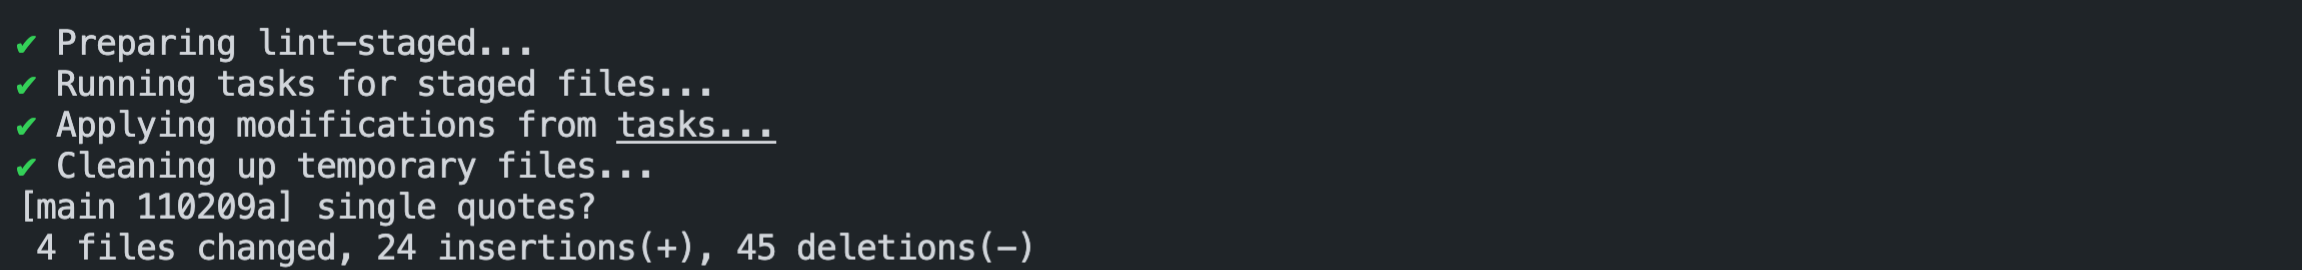 ✔ Preparing lint-staged...
✔ Running tasks for staged files...
✔ Applying modifications from tasks...
✔ Cleaning up temporary files...
[main 110209a] single quotes?
 4 files changed, 24 insertions(+), 45 deletions(-)